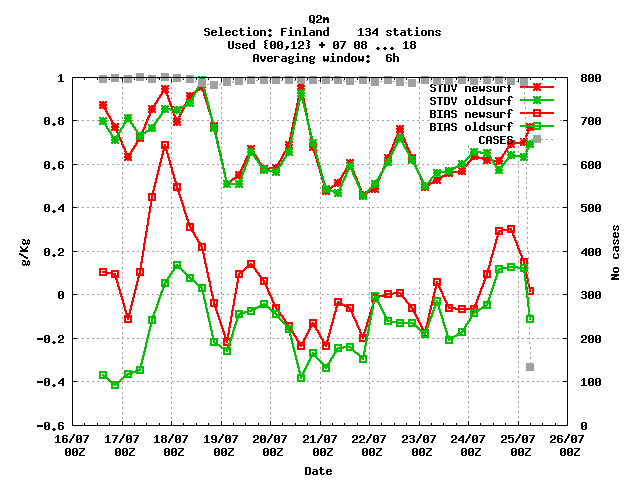 Q2m
Selection: Finland 134 stations
Used {00,12} + 07 08 ... 18
Averaging window: 6h
1
0.8
0.6
0.4
0.2
0
-0.2
-0.4
-0.6
g/Kg
STDV newsurf
STDV oldsurf
BIAS newsurf
BIAS oldsurf
CASES
800
700
600
500
400
300
200
100
0
No cases
16/07 17/07 18/07 19/07 20/07 21/07 22/07 23/07 24/07 25/07 26/07
00Z 00Z 00Z 00Z 00Z 00Z 00Z 00Z 00Z 00Z 00Z
Date